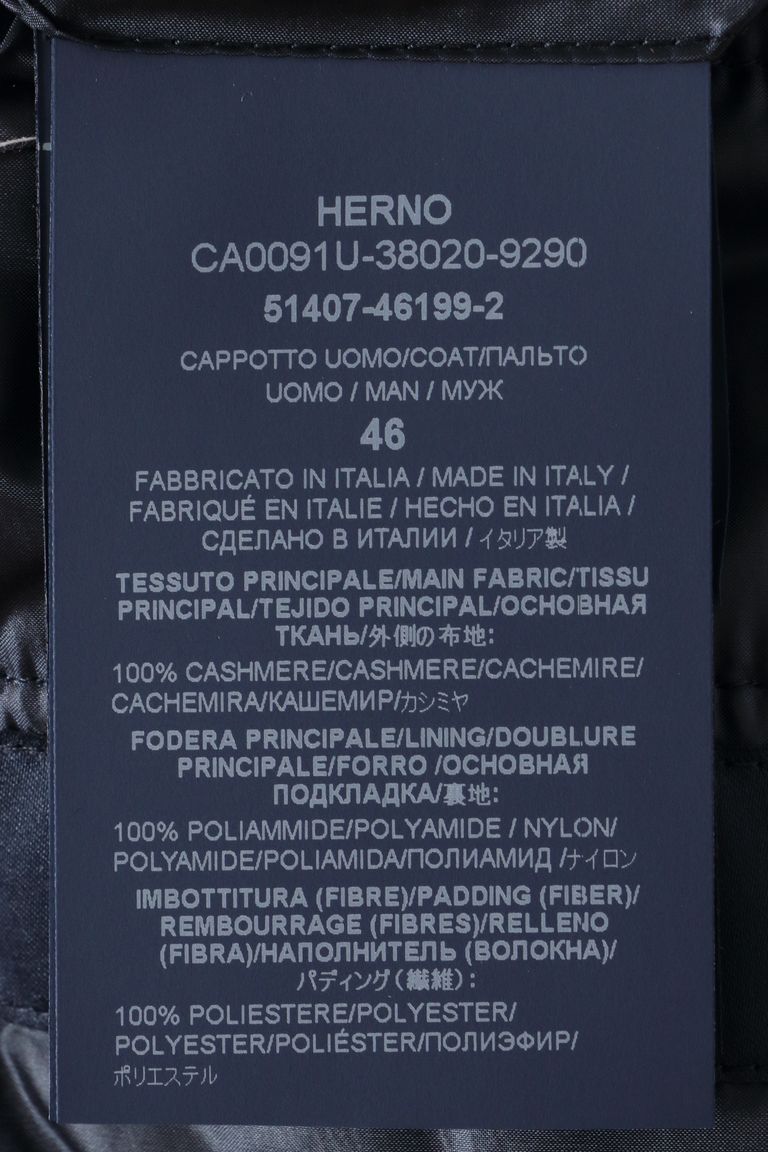 HERNO
CA0091U-38020-9290
51407-46199-2
CAPPOTTO UOMO/COAT/ПАЛЬТО
UOMO / MAN / МУЖ
46
FABBRICATO IN ITALIA / MADE IN ITALY /
FABRIQUÉ EN ITALIE / HECHO EN ITALIA /
СДЕЛАНО В ИТАЛИИ / イタリア製
TESSUTO PRINCIPALE/MAIN FABRIC/TISSU
PRINCIPAL/TEJIDO PRINCIPAL/ОСНОВНАЯ
ТКАНЬ/外側の布地:
100% CASHMERE/CASHMERE/CACHEMIRE/
CACHEMIRA/КАШЕМИР/カシミヤ
FODERA PRINCIPALE/LINING/DOUBLURE
PRINCIPALE/FORRO /ОСНОВНАЯ
ПОДКЛАДКА/裏地:
100% POLIAMMIDE/POLYAMIDE / NYLON/
POLYAMIDE/POLIAMIDA/ПОЛИАМИД /ナイロン
IMBOTTITURA (FIBRE)/PADDING (FIBER)/
REMBOURRAGE (FIBRES)/RELLENO
(FIBRA)/НАПОЛНИТЕЛЬ (ВОЛОКНА)/
パディング(繊維):
100% POLIESTERE/POLYESTER/
POLYESTER/POLIÉSTER/ПОЛИЭФИР/
ポリエステル